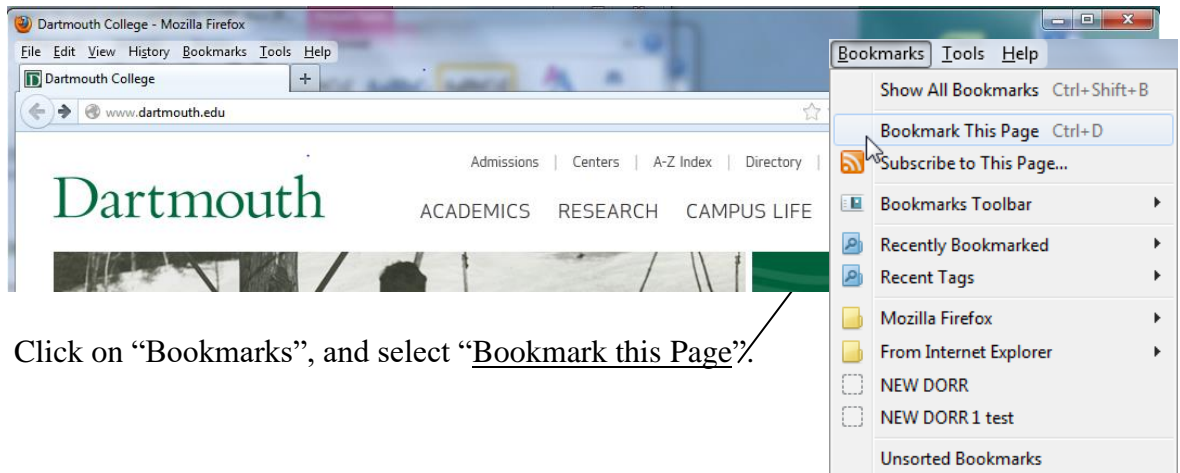 Dartmouth College - Mozilla Firefox
File Edit View History Bookmarks Tools Help
Dartmouth College +
www.dartmouth.edu
Admissions | Centers | A-Z Index | Directory |
Dartmouth
ACADEMICS RESEARCH CAMPUS LIFE
Click on “Bookmarks”, and select “Bookmark this Page”.
Bookmarks Tools Help
Show All Bookmarks Ctrl+Shift+B
Bookmark This Page Ctrl+D
Subscribe to This Page...
Bookmarks Toolbar
Recently Bookmarked
Recent Tags
Mozilla Firefox
From Internet Explorer
NEW DORR
NEW DORR 1 test
Unsorted Bookmarks